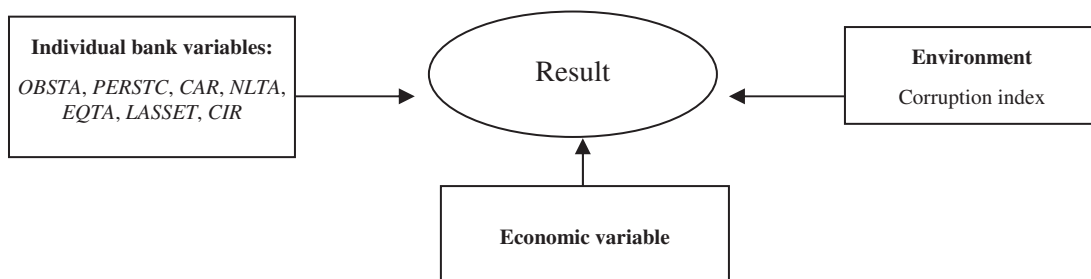 Individual bank variables:
OBSTA, PERSTC, CAR, NLTA,
EQTA, LASSET, CIR
Result
Environment
Corruption index
Economic variable